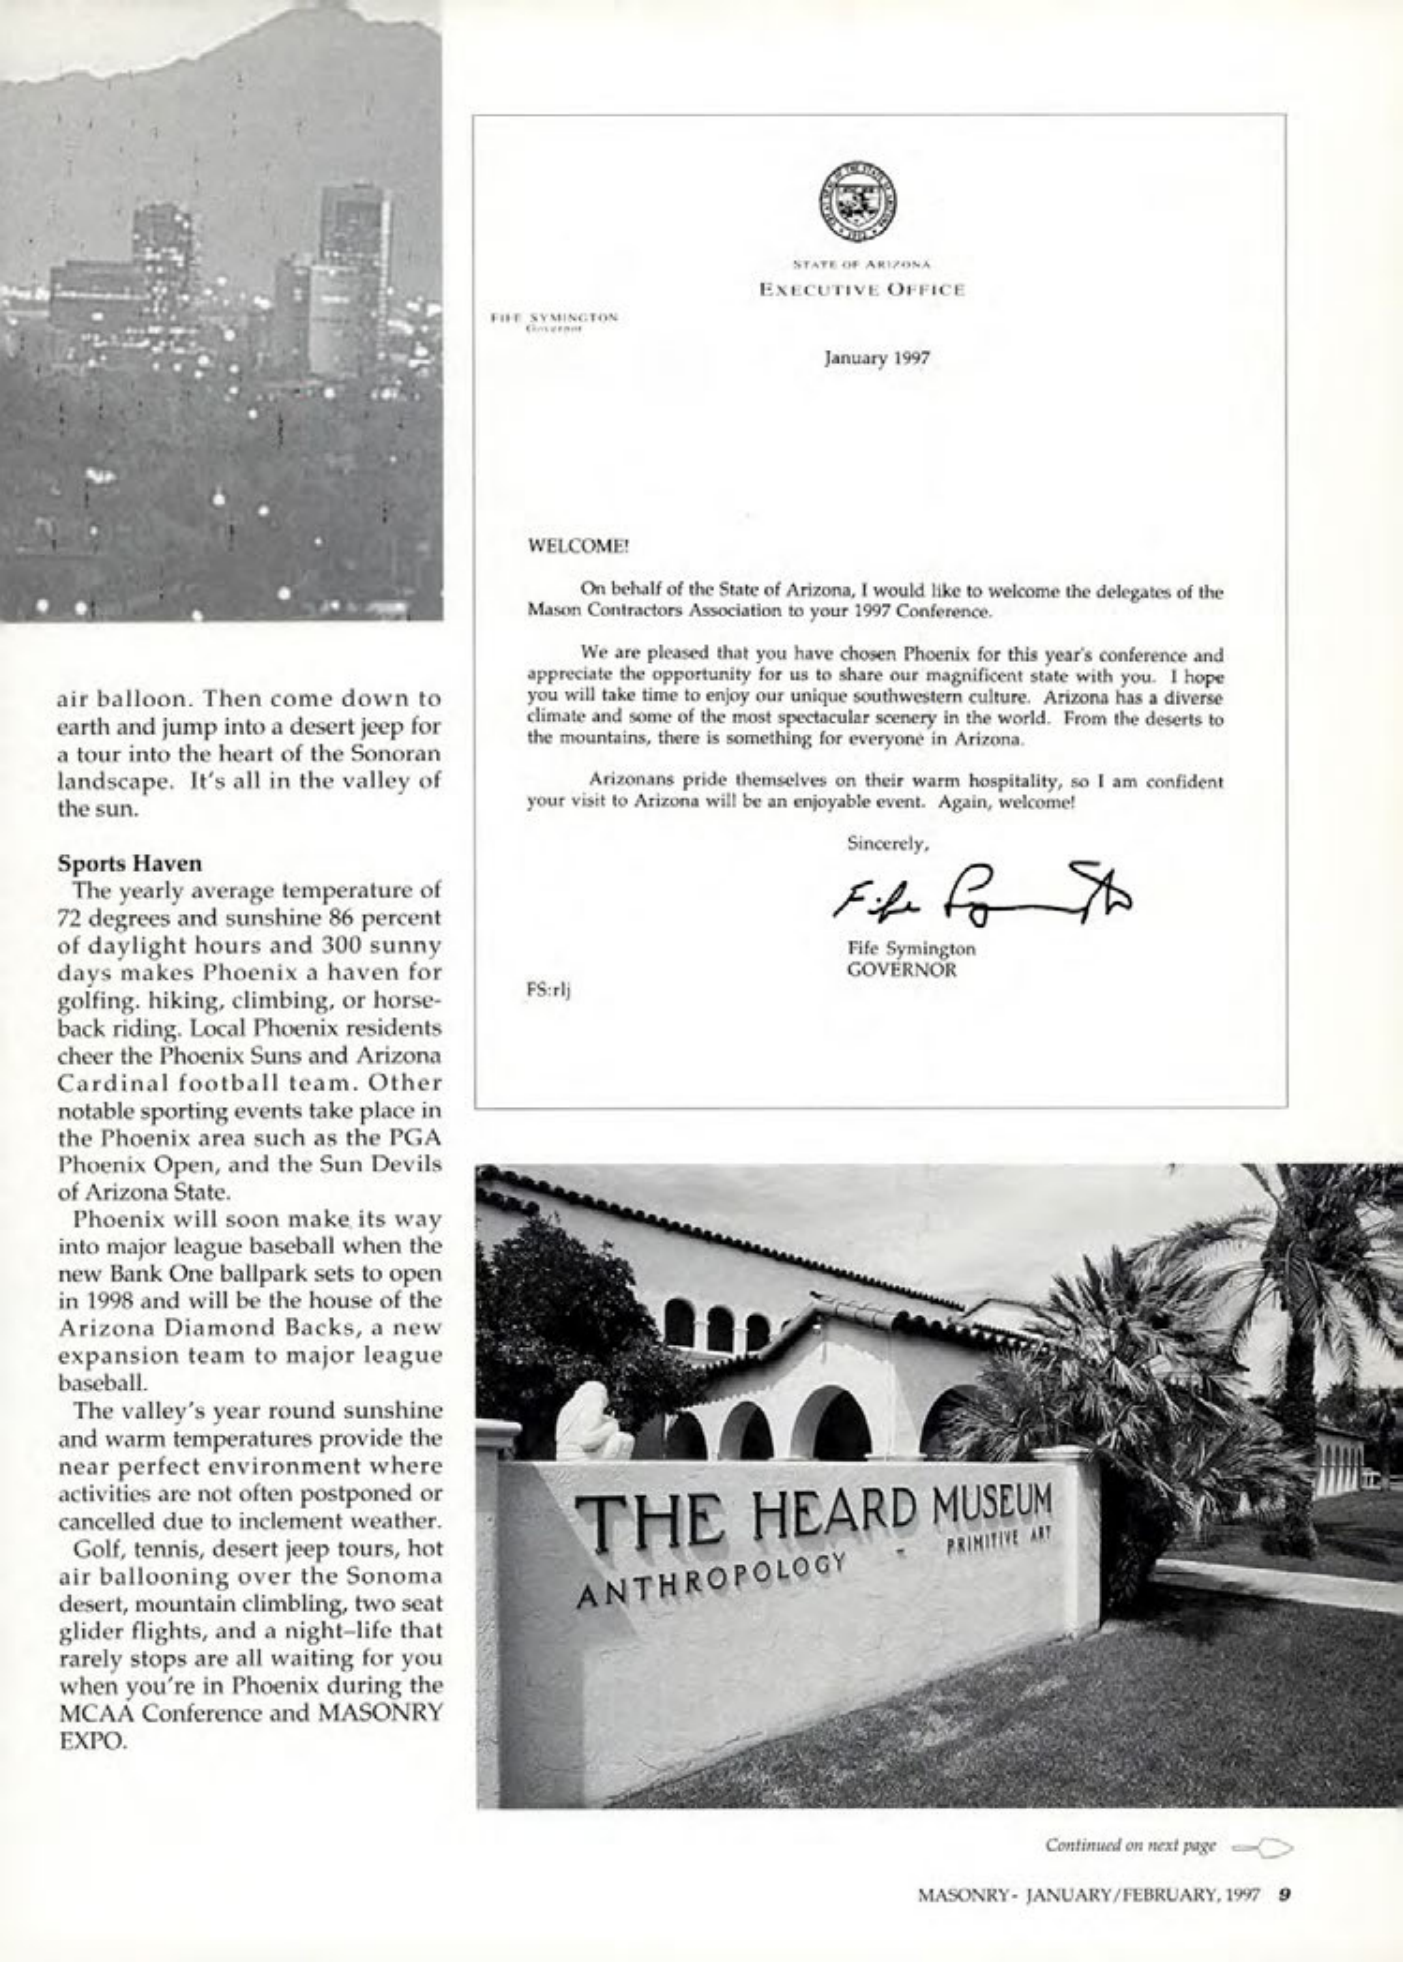 air balloon. Then come down to
earth and jump into a desert jeep for
a tour into the heart of the Sonoran
landscape. It's all in the valley of
the sun.
Sports Haven
The yearly average temperature of
72 degrees and sunshine 86 percent
of daylight hours and 300 sunny
days makes Phoenix a haven for
golfing. hiking, climbing, or horse-
back riding. Local Phoenix residents
cheer the Phoenix Suns and Arizona
Cardinal football team. Other
notable sporting events take place in
the Phoenix area such as the PGA
Phoenix Open, and the Sun Devils
of Arizona State.
Phoenix will soon make its way
into major league baseball when the
new Bank One ballpark sets to open
in 1998 and will be the house of the
Arizona Diamond Backs, a new
expansion team to major league
baseball.
The valley's year round sunshine
and warm temperatures provide the
near perfect environment where
activities are not often postponed or
cancelled due to inclement weather.
Golf, tennis, desert jeep tours, hot
air ballooning over the Sonoma
desert, mountain climbling, two seat
glider flights, and a night–life that
rarely stops are all waiting for you
when you're in Phoenix during the
MCAA Conference and MASONRY
EXPO.
STATE OF ARIZONA
EXECUTIVE OFFICE
FIFE SYMINGTON
Governor
January 1997
WELCOME!
On behalf of the State of Arizona, I would like to welcome the delegates of the
Mason Contractors Association to your 1997 Conference.
We are pleased that you have chosen Phoenix for this year's conference and
appreciate the opportunity for us to share our magnificent state with you. I hope
you will take time to enjoy our unique southwestern culture. Arizona has a diverse
climate and some of the most spectacular scenery in the world. From the deserts to
the mountains, there is something for everyone in Arizona.
Arizonans pride themselves on their warm hospitality, so I am confident
your visit to Arizona will be an enjoyable event. Again, welcome!
Sincerely,
Fife Symington
Fife Symington
GOVERNOR
FS:rlj
THE HEARD MUSEUM
ANTHROPOLOGY - PRIMITIVE ART
Continued on next page
MASONRY - JANUARY/FEBRUARY, 1997 9